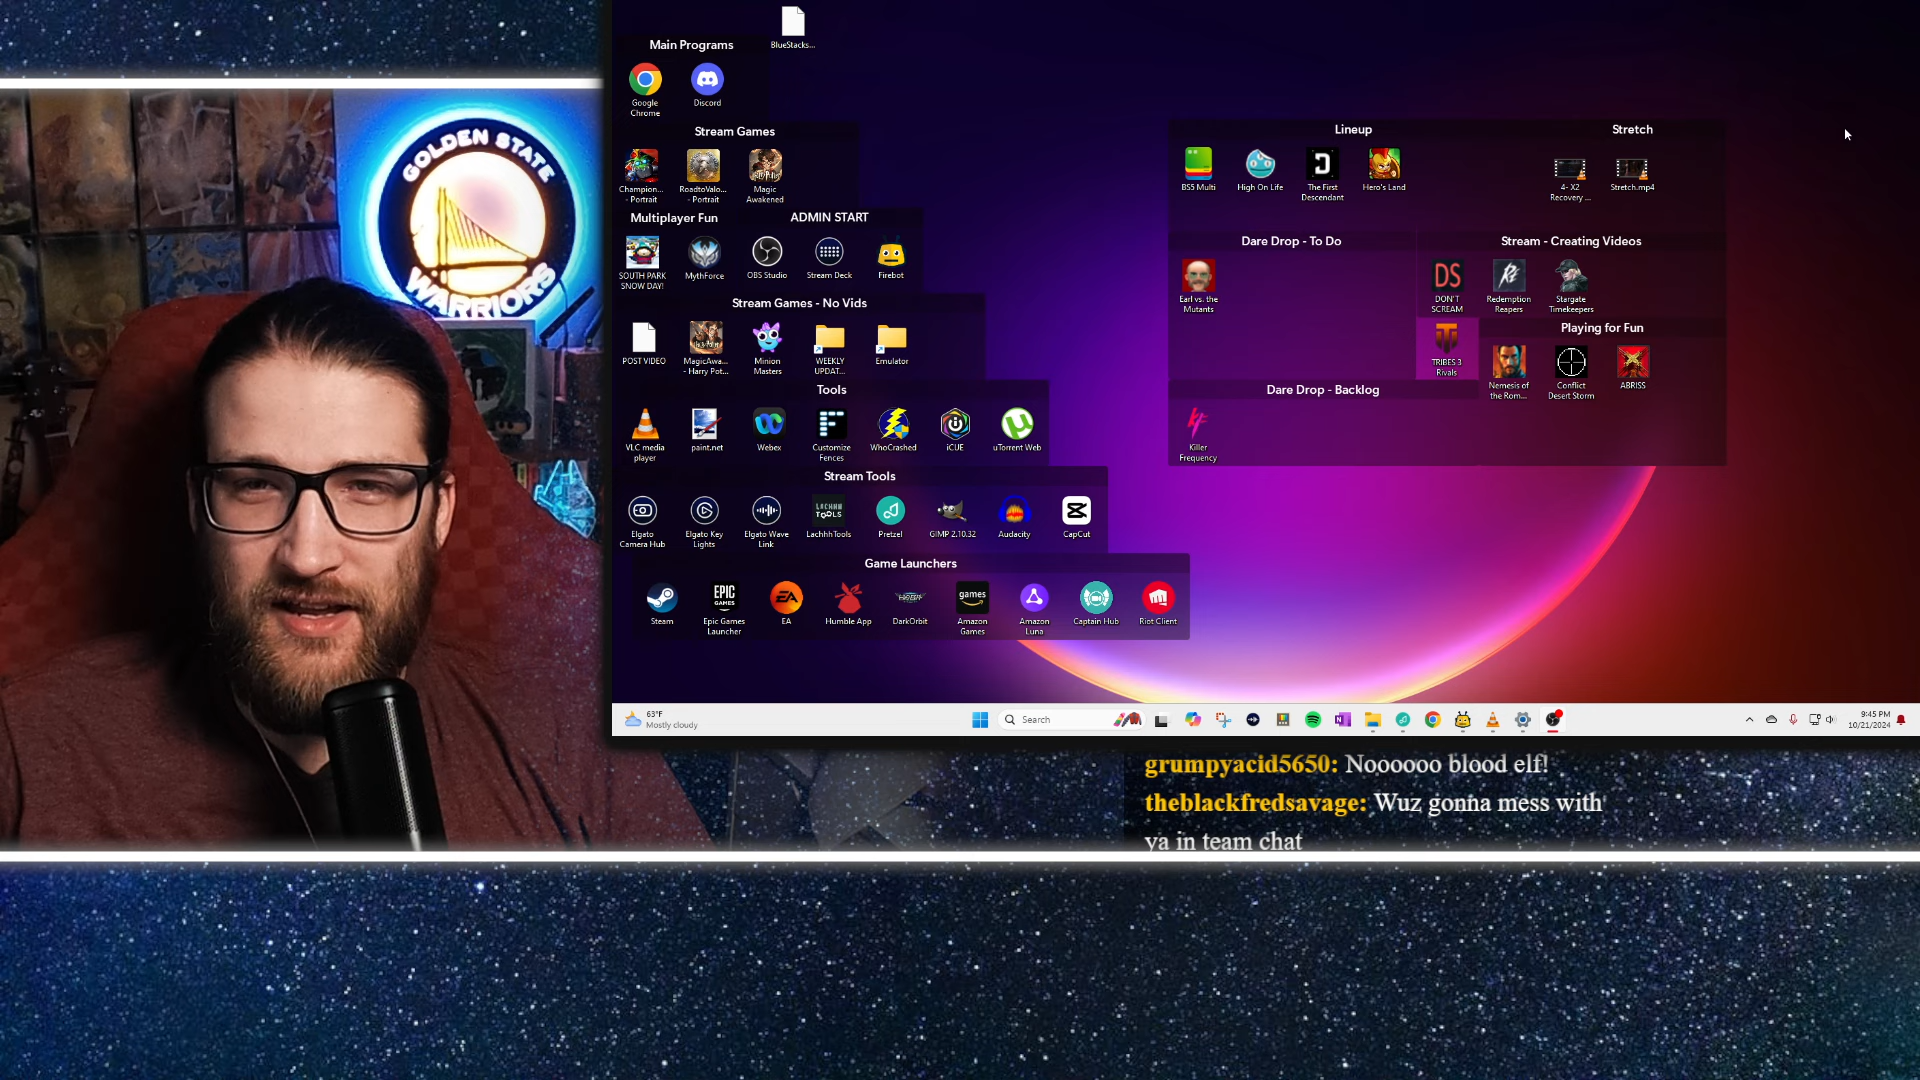 GOLDEN STATE
WARRIORS
BlueStacks...
Main Programs
Google
Chrome
Discord
Stream Games
Champion...
- Portrait
RoadtoValo...
- Portrait
Magic
Awakened
Multiplayer Fun
ADMIN START
SOUTH PARK
SNOW DAY!
MythForce
OBS Studio
Stream Deck
Firebot
Stream Games - No Vids
POST VIDEO
MagicAwa...
- Harry Pot...
Minion
Masters
WEEKLY
UPDAT...
Emulator
Tools
VLC media
player
paint.net
Webex
Customize
Fences
WhoCrashed
iCUE
uTorrent Web
Stream Tools
Elgato
Camera Hub
Elgato Key
Lights
Elgato Wave
Link
LACHHH
TOOLS
LachhhTools
Pretzel
GIMP 2.10.32
Audacity
CapCut
Game Launchers
Steam
EPIC
GAMES
Epic Games
Launcher
EA
EA
Humble App
DarkOrbit
games
Amazon
Games
Amazon
Luna
Captain Hub
Riot Client
Lineup
Stretch
BS5 Multi
High On Life
The First
Descendant
Hero's Land
4- X2
Recovery ...
Stretch.mp4
Dare Drop - To Do
Stream - Creating Videos
Earl vs. the
Mutants
DS
DON'T
SCREAM
Redemption
Reapers
Stargate
Timekeepers
Playing for Fun
TRIBES 3
Rivals
Nemesis of
the Rom...
Conflict
Desert Storm
ABRISS
Dare Drop - Backlog
KF
Killer
Frequency
63°F
Mostly cloudy
Search
9:45 PM
10/21/2024
grumpyacid5650: Noooooo blood elf!
theblackfredsavage: Wuz gonna mess with
ya in team chat